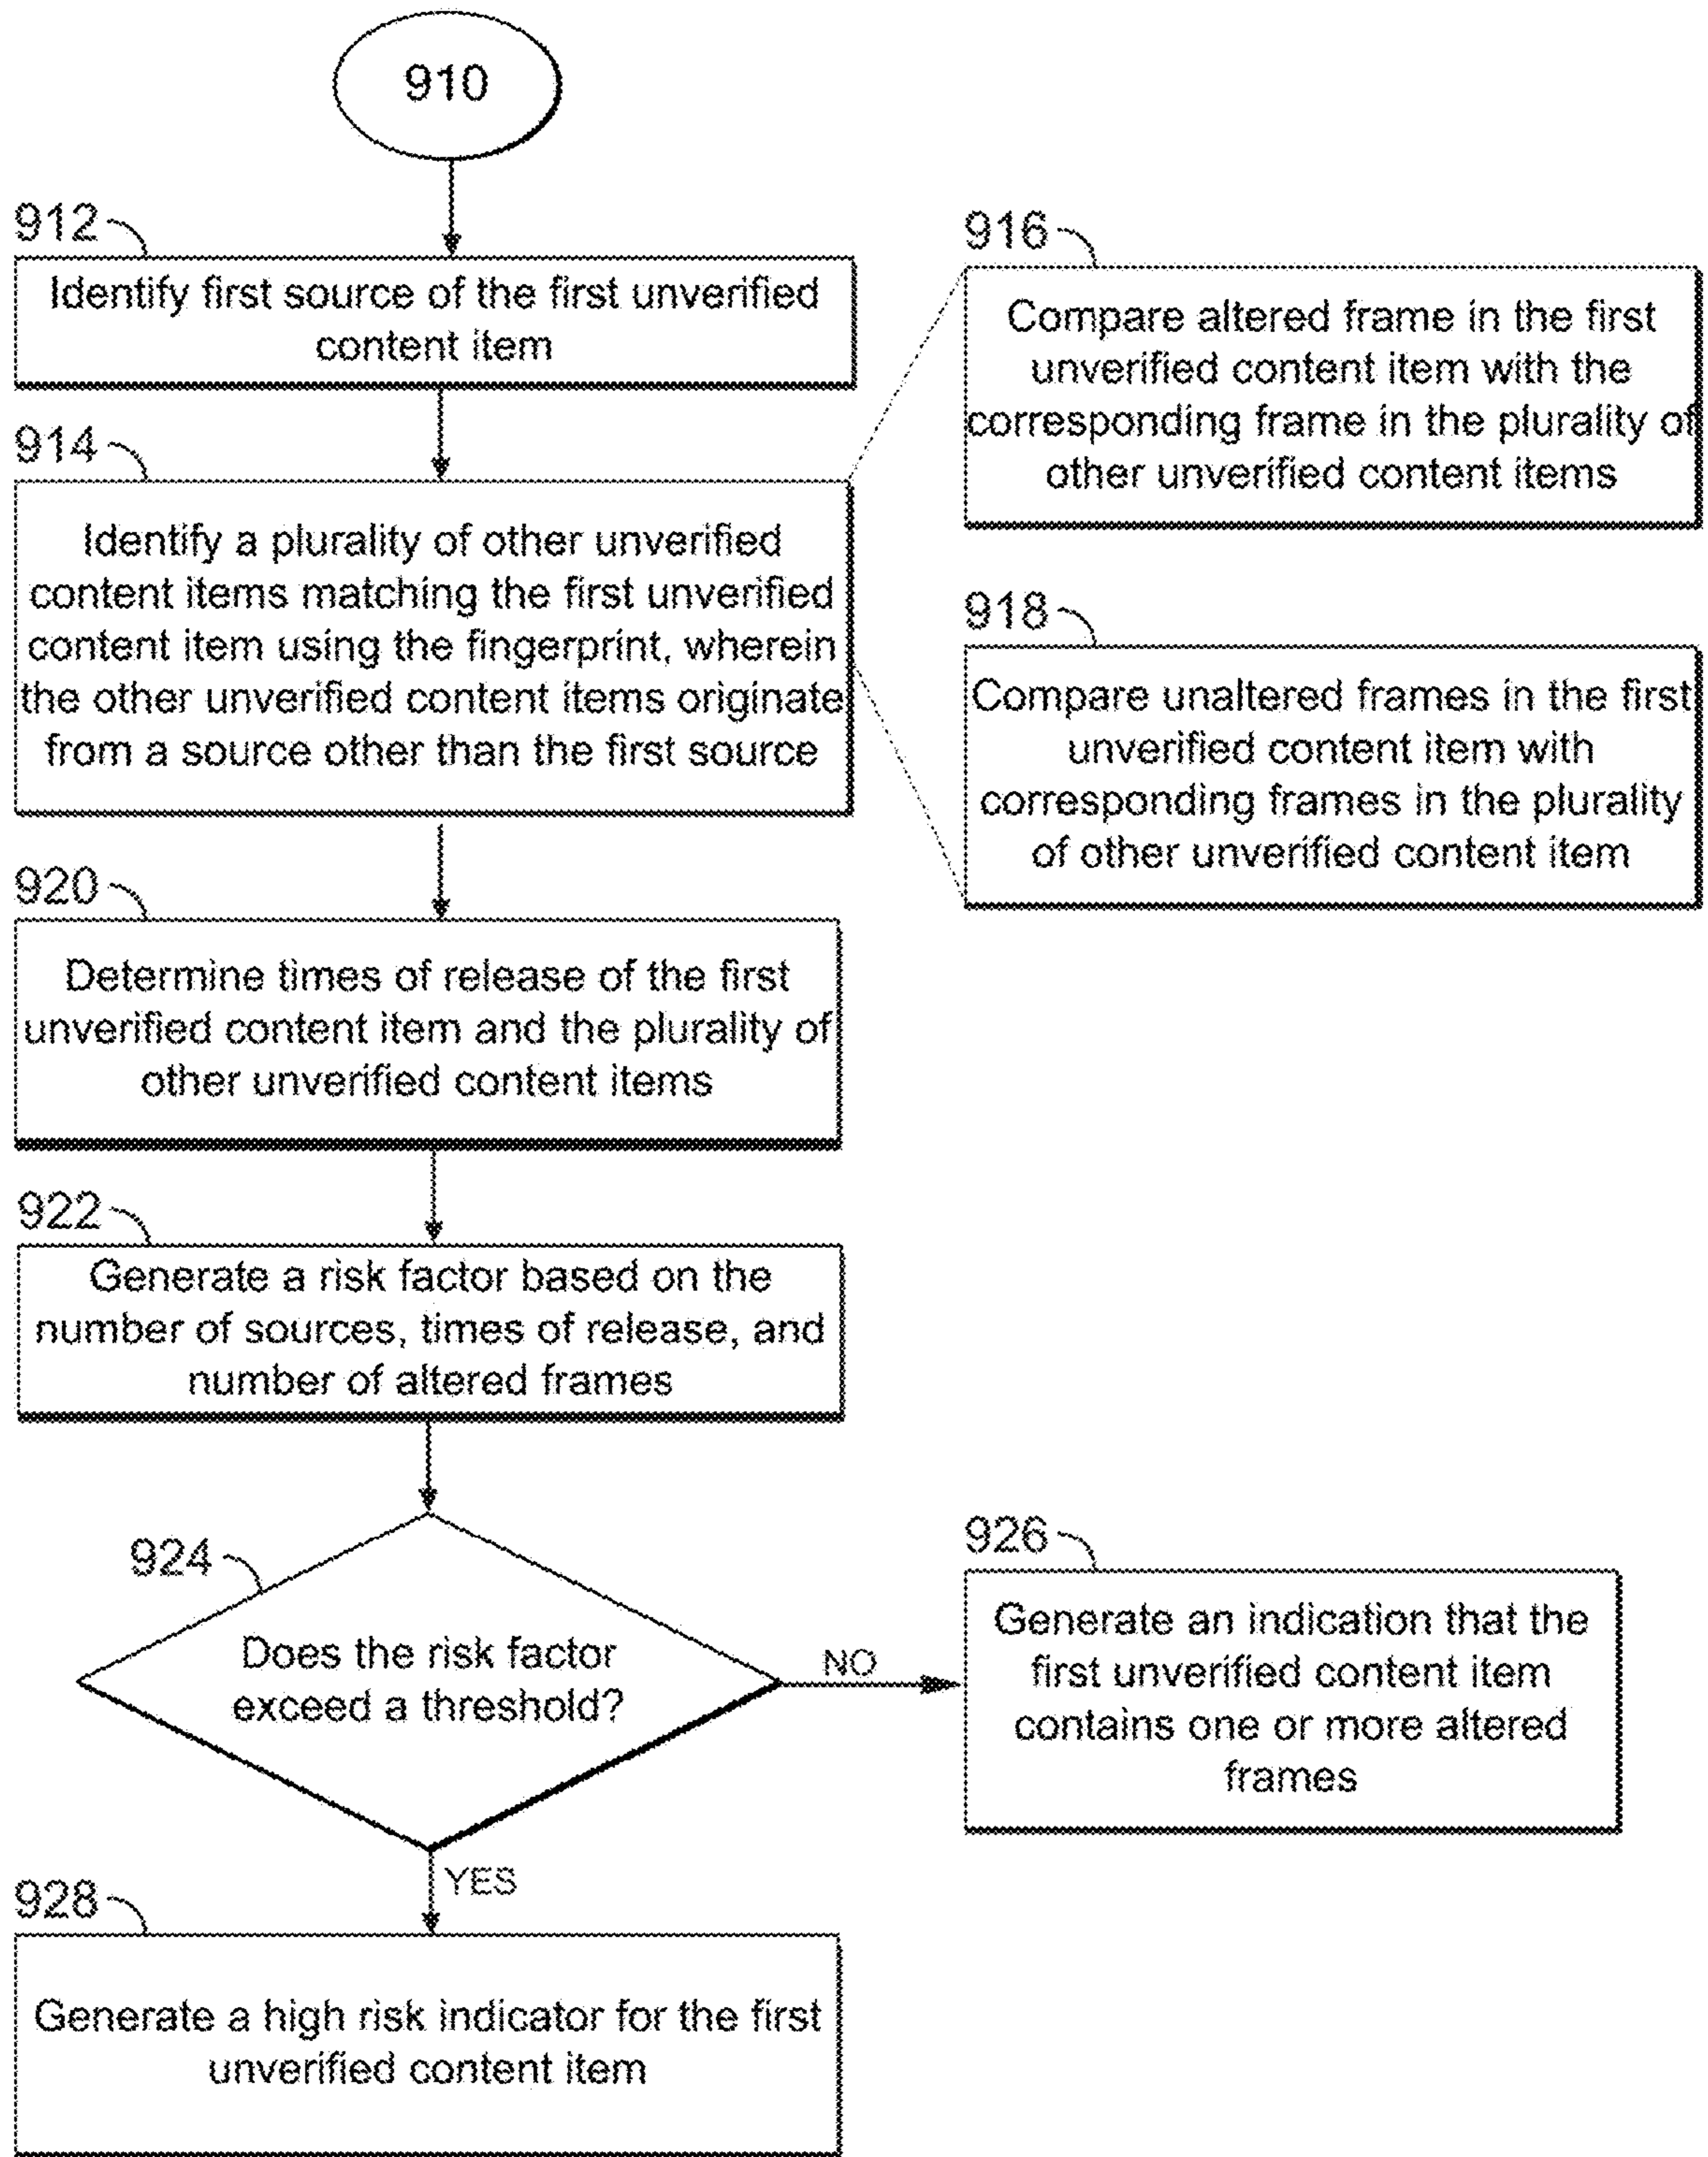 910
912
Identify first source of the first unverified
content item
914
Identify a plurality of other unverified
content items matching the first unverified
content item using the fingerprint, wherein
the other unverified content items originate
from a source other than the first source
916
Compare altered frame in the first
unverified content item with the
corresponding frame in the plurality of
other unverified content items
918
Compare unaltered frames in the first
unverified content item with
corresponding frames in the plurality
of other unverified content item
920
Determine times of release of the first
unverified content item and the plurality of
other unverified content items
922
Generate a risk factor based on the
number of sources, times of release, and
number of altered frames
924
Does the risk factor
exceed a threshold?
NO
926
Generate an indication that the
first unverified content item
contains one or more altered
frames
YES
928
Generate a high risk indicator for the first
unverified content item